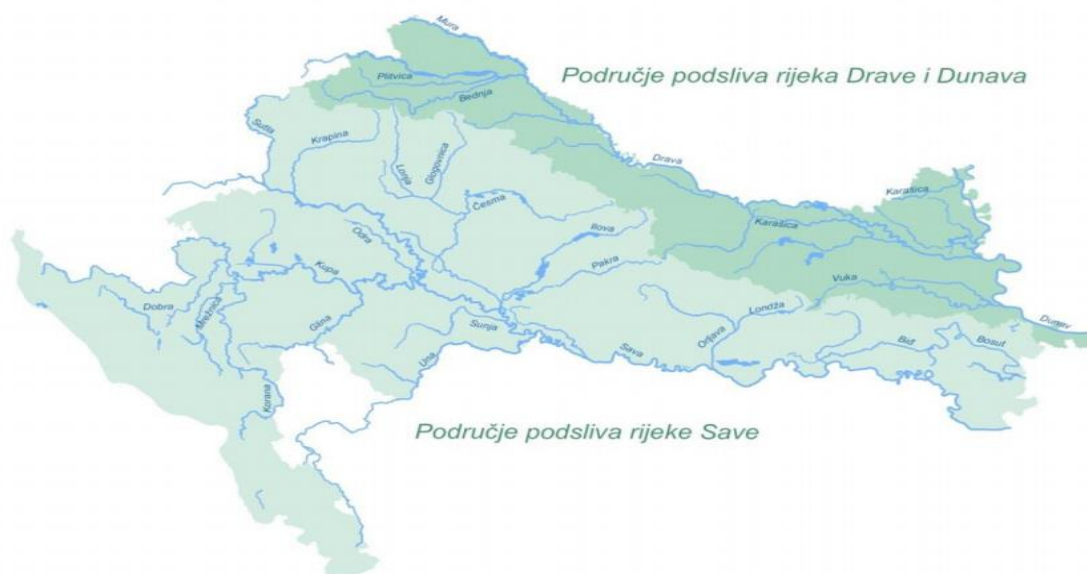 Mura
Plitvica
Područje podsliva rijeka Drave i Dunava
Bednja
Sutla
Krapina
Lonja
Glogovnica
Drava
Karašica
Česma
Karašica
Ilova
Odra
Kupa
Pakra
Vuka
Dobra
Mrežnica
Glina
Sunja
Londža
Dunav
Una
Sava
Orljava
Biđ
Bosut
Korana
Područje podsliva rijeke Save